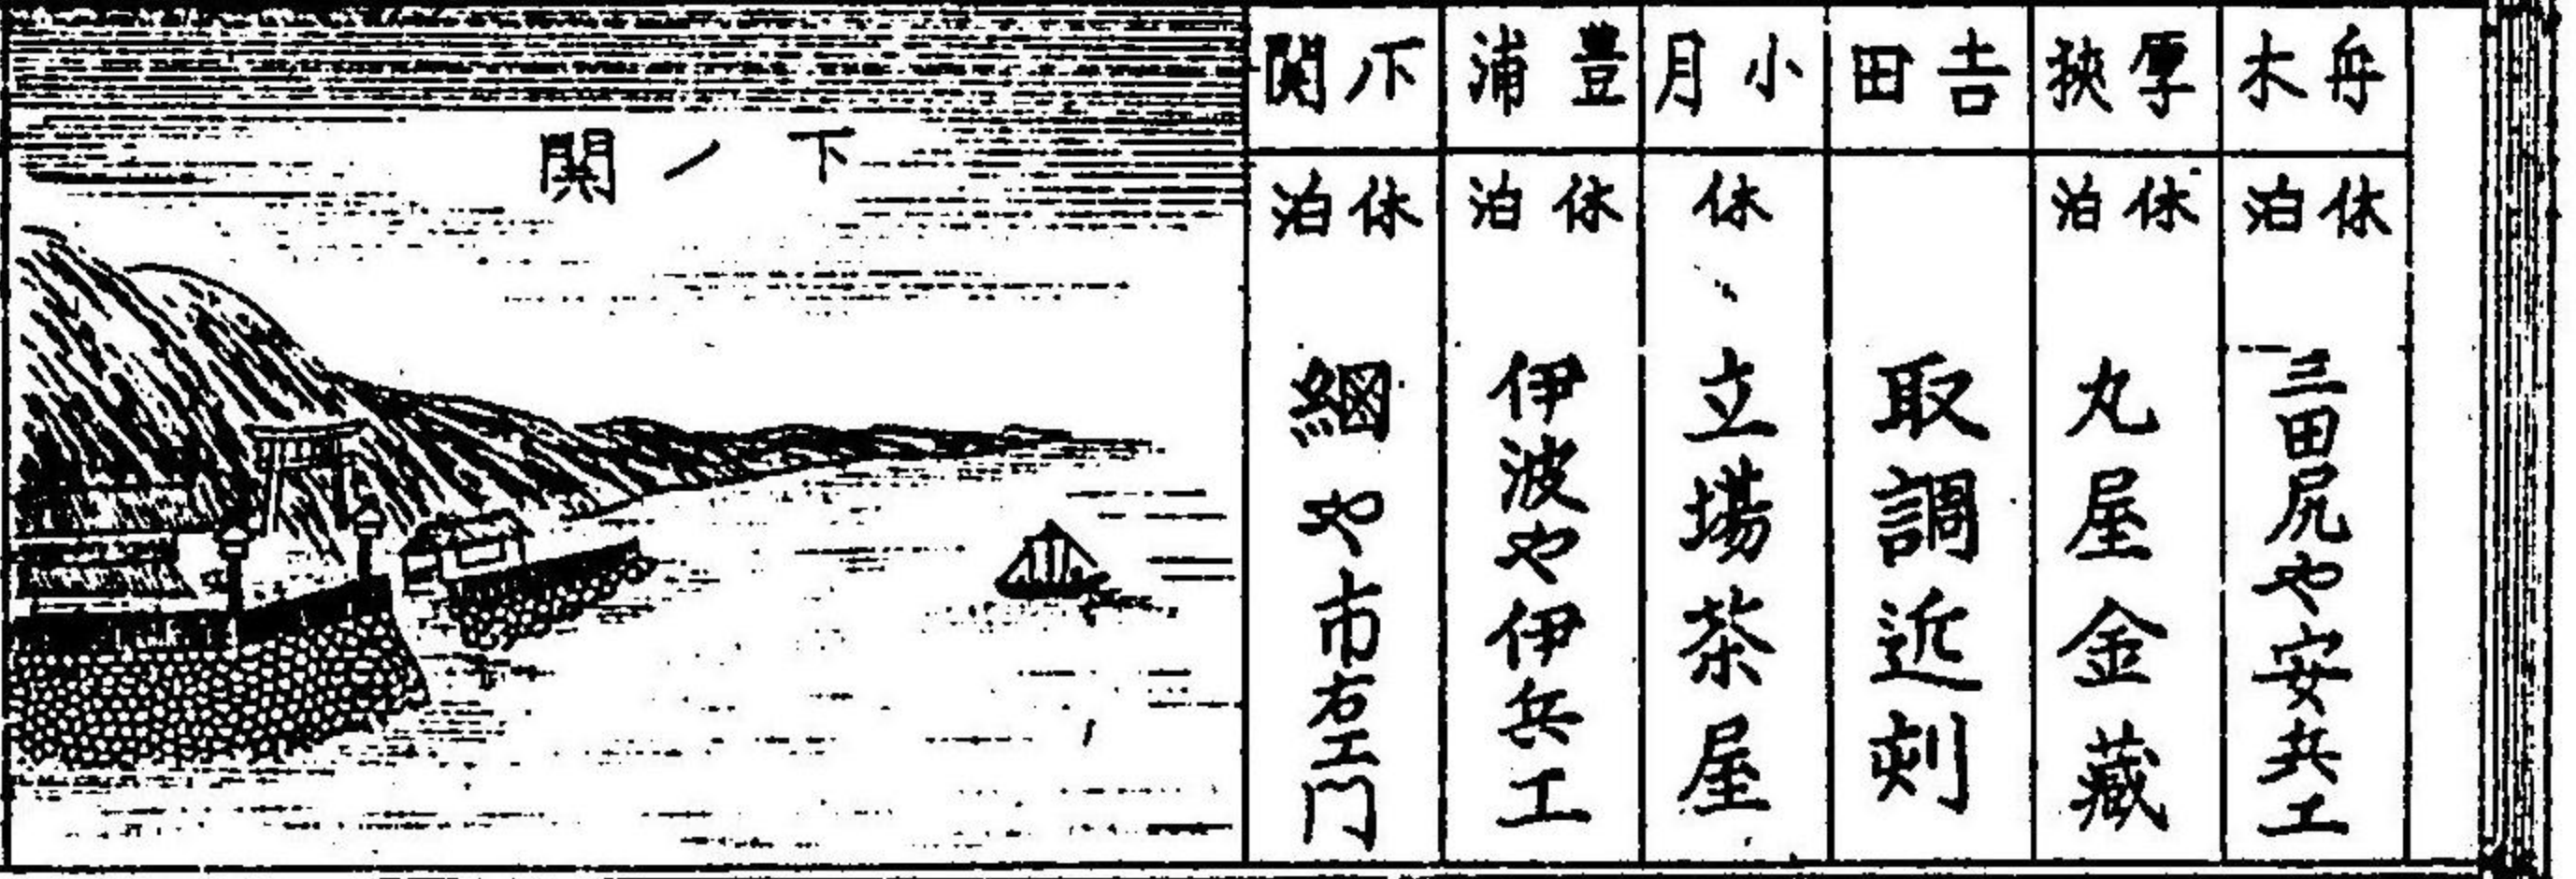 舟木
休泊
三田尻や安兵エ
厚狹
休泊
丸屋金藏
吉田
取調近刻
小月
休
立場茶屋
豊浦
休泊
伊波や伊兵エ
下ノ関
休泊
綱や市右エ門
下ノ関